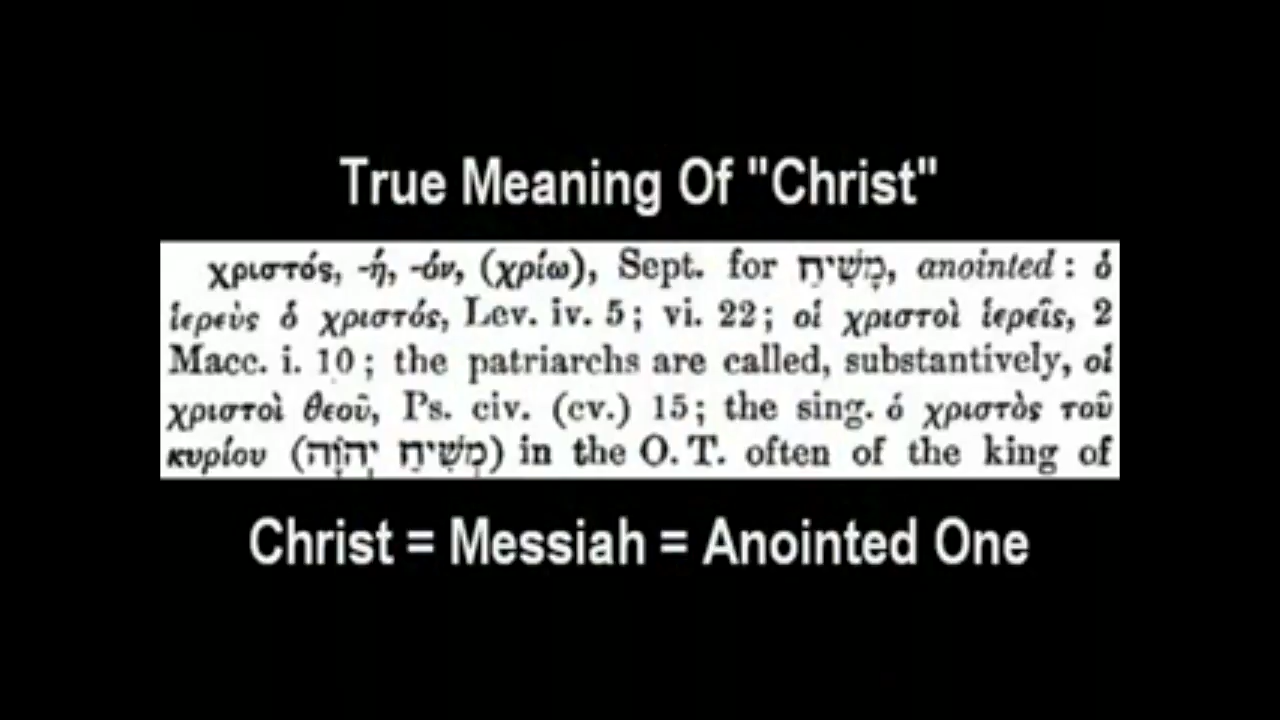 True Meaning Of "Christ"
χριστός, -ή, -όν, (χρίω), Sept. for מָשִׁיחַ, anointed : ὁ
ἱερεὺς ὁ χριστός, Lev. iv. 5; vi. 22; οἱ χριστοὶ ἱερεῖς, 2
Macc. i. 10; the patriarchs are called, substantively, οἱ
χριστοὶ θεοῦ, Ps. civ. (cv.) 15; the sing. ὁ χριστὸς τοῦ
κυρίου (מְשִׁיחַ יְהוָֹה) in the O. T. often of the king of
Christ = Messiah = Anointed One